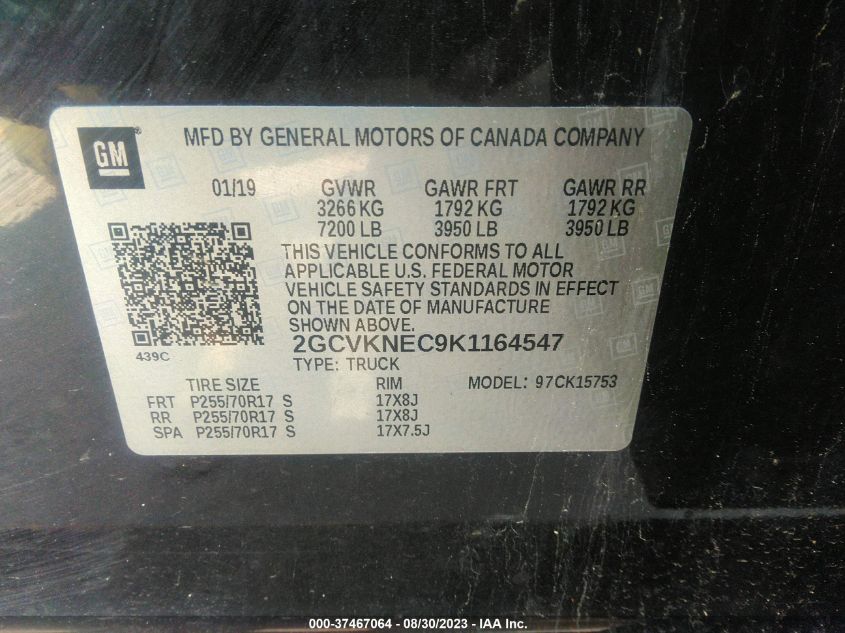 GM ®
MFD BY GENERAL MOTORS OF CANADA COMPANY
01/19 GVWR GAWR FRT GAWR RR
3266 KG 1792 KG 1792 KG
7200 LB 3950 LB 3950 LB
THIS VEHICLE CONFORMS TO ALL
APPLICABLE U.S. FEDERAL MOTOR
VEHICLE SAFETY STANDARDS IN EFFECT
ON THE DATE OF MANUFACTURE
SHOWN ABOVE.
439C
2GCVKNEC9K1164547
TYPE: TRUCK
TIRE SIZE RIM MODEL: 97CK15753
FRT P255/70R17 S 17X8J
RR P255/70R17 S 17X8J
SPA P255/70R17 S 17X7.5J
000-37467064 - 08/30/2023 - IAA Inc.